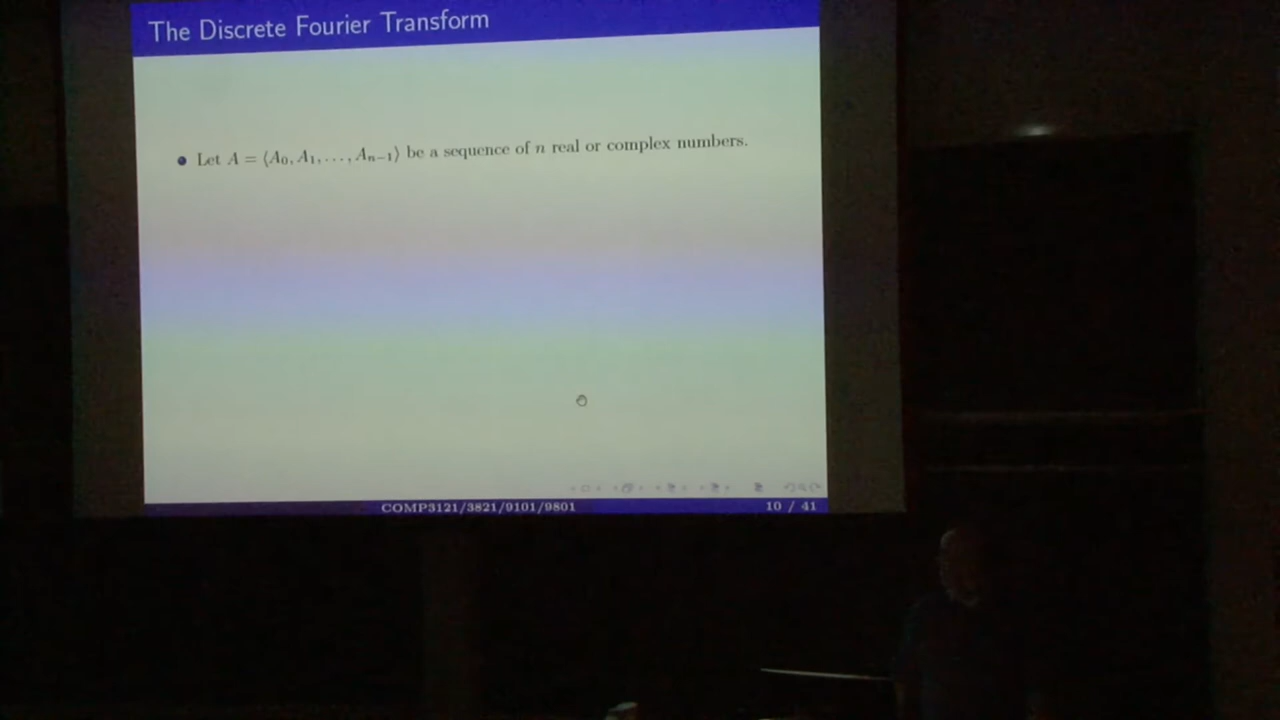 The Discrete Fourier Transform
Let A = ⟨A₀, A₁, . . . , Aₙ₋₁⟩ be a sequence of n real or complex numbers.
COMP3121/3821/9101/9801
10 / 41